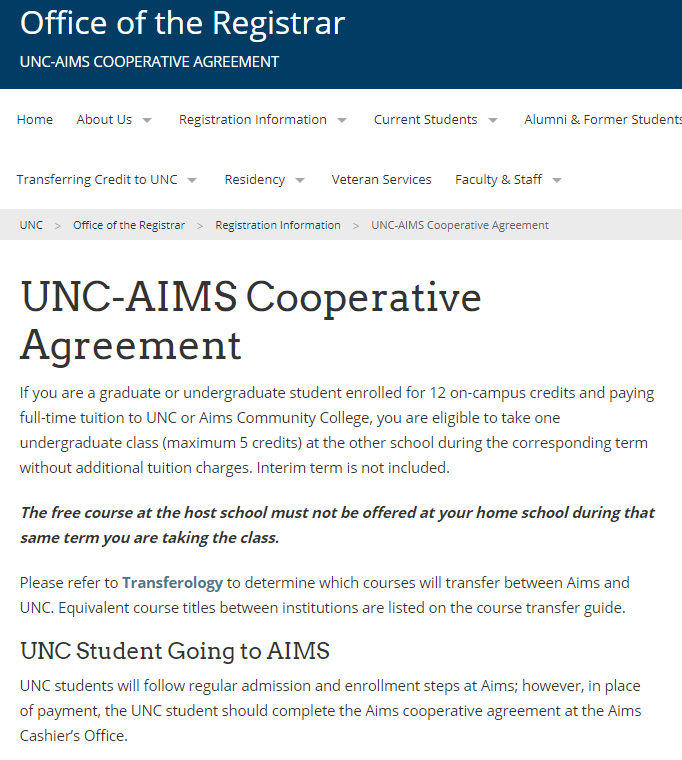 Office of the Registrar
UNC-AIMS COOPERATIVE AGREEMENT
Home About Us Registration Information Current Students Alumni & Former Students
Transferring Credit to UNC Residency Veteran Services Faculty & Staff
UNC > Office of the Registrar > Registration Information > UNC-AIMS Cooperative Agreement
UNC-AIMS Cooperative
Agreement
If you are a graduate or undergraduate student enrolled for 12 on-campus credits and paying
full-time tuition to UNC or Aims Community College, you are eligible to take one
undergraduate class (maximum 5 credits) at the other school during the corresponding term
without additional tuition charges. Interim term is not included.
The free course at the host school must not be offered at your home school during that
same term you are taking the class.
Please refer to Transferology to determine which courses will transfer between Aims and
UNC. Equivalent course titles between institutions are listed on the course transfer guide.
UNC Student Going to AIMS
UNC students will follow regular admission and enrollment steps at Aims; however, in place
of payment, the UNC student should complete the Aims cooperative agreement at the Aims
Cashier’s Office.